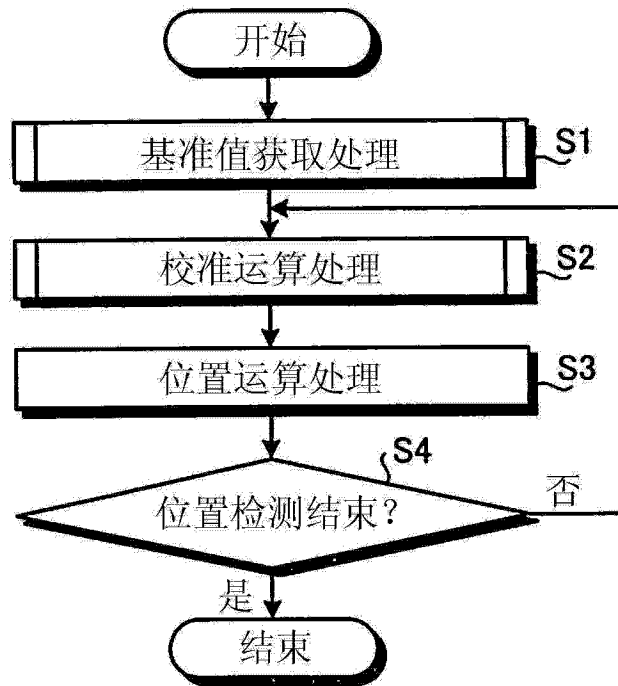 开始
基准值获取处理
S1
校准运算处理
S2
位置运算处理
S3
S4
位置检测结束?
否
是
结束